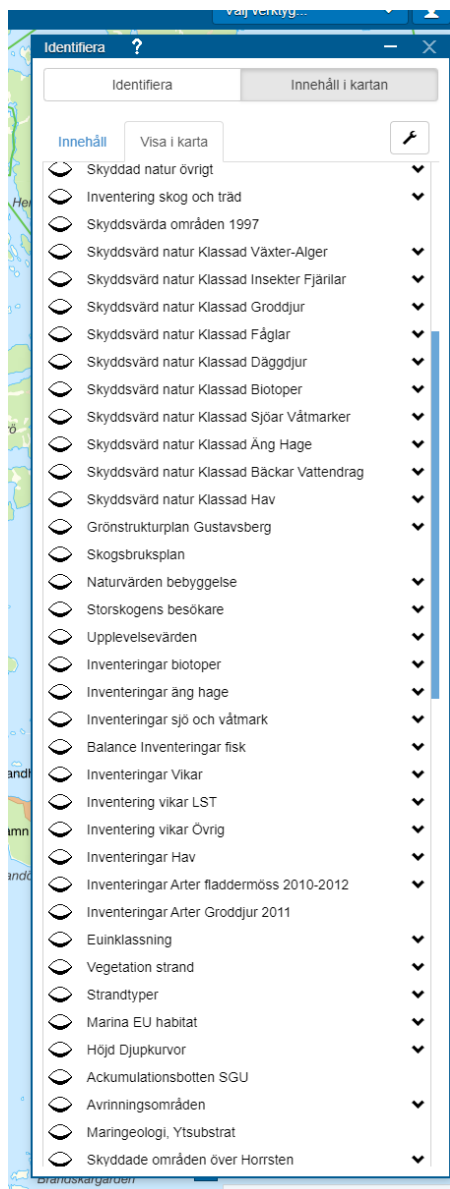 Välj verktyg...
Identifiera ?
Identifiera Innehåll i kartan
Innehåll Visa i karta
Skyddad natur övrigt
Inventering skog och träd
Skyddsvärda områden 1997
Skyddsvärd natur Klassad Växter-Alger
Skyddsvärd natur Klassad Insekter Fjärilar
Skyddsvärd natur Klassad Groddjur
Skyddsvärd natur Klassad Fåglar
Skyddsvärd natur Klassad Däggdjur
Skyddsvärd natur Klassad Biotoper
Skyddsvärd natur Klassad Sjöar Våtmarker
Skyddsvärd natur Klassad Äng Hage
Skyddsvärd natur Klassad Bäckar Vattendrag
Skyddsvärd natur Klassad Hav
Grönstrukturplan Gustavsberg
Skogsbruksplan
Naturvärden bebyggelse
Storskogens besökare
Upplevelsevärden
Inventeringar biotoper
Inventeringar äng hage
Inventeringar sjö och våtmark
Balance Inventeringar fisk
Inventeringar Vikar
Inventering vikar LST
Inventering vikar Övrig
Inventeringar Hav
Inventeringar Arter fladdermöss 2010-2012
Inventeringar Arter Groddjur 2011
Euinklassning
Vegetation strand
Strandtyper
Marina EU habitat
Höjd Djupkurvor
Ackumulationsbotten SGU
Avrinningsområden
Maringeologi, Ytsubstrat
Skyddade områden över Horrsten
Brandskärgården